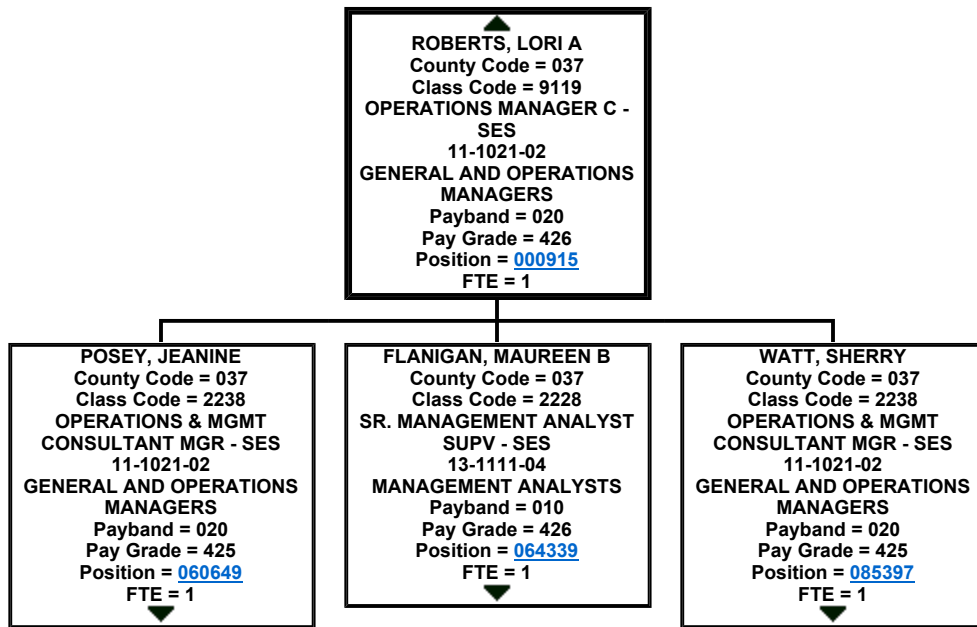 ROBERTS, LORI A
County Code = 037
Class Code = 9119
OPERATIONS MANAGER C -
SES
11-1021-02
GENERAL AND OPERATIONS
MANAGERS
Payband = 020
Pay Grade = 426
Position = 000915
FTE = 1
POSEY, JEANINE
County Code = 037
Class Code = 2238
OPERATIONS & MGMT
CONSULTANT MGR - SES
11-1021-02
GENERAL AND OPERATIONS
MANAGERS
Payband = 020
Pay Grade = 425
Position = 060649
FTE = 1
FLANIGAN, MAUREEN B
County Code = 037
Class Code = 2228
SR. MANAGEMENT ANALYST
SUPV - SES
13-1111-04
MANAGEMENT ANALYSTS
Payband = 010
Pay Grade = 426
Position = 064339
FTE = 1
WATT, SHERRY
County Code = 037
Class Code = 2238
OPERATIONS & MGMT
CONSULTANT MGR - SES
11-1021-02
GENERAL AND OPERATIONS
MANAGERS
Payband = 020
Pay Grade = 425
Position = 085397
FTE = 1